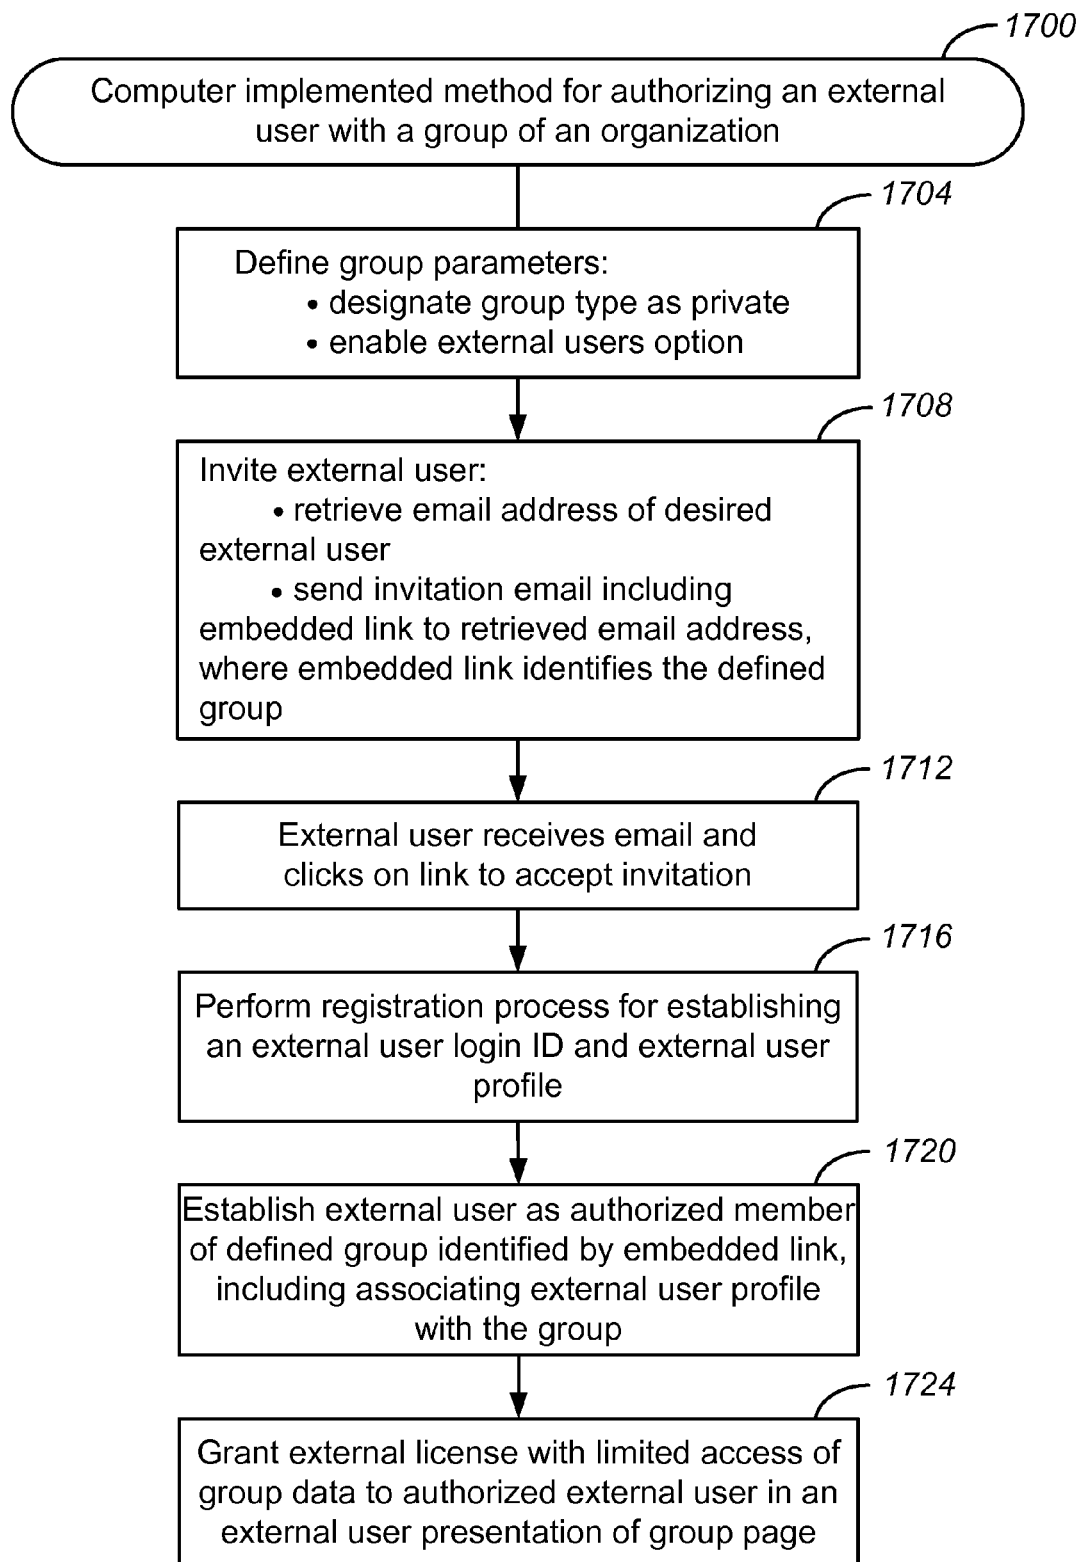 1700
Computer implemented method for authorizing an external
user with a group of an organization
1704
Define group parameters:
• designate group type as private
• enable external users option
1708
Invite external user:
• retrieve email address of desired
external user
• send invitation email including
embedded link to retrieved email address,
where embedded link identifies the defined
group
1712
External user receives email and
clicks on link to accept invitation
1716
Perform registration process for establishing
an external user login ID and external user
profile
1720
Establish external user as authorized member
of defined group identified by embedded link,
including associating external user profile
with the group
1724
Grant external license with limited access of
group data to authorized external user in an
external user presentation of group page